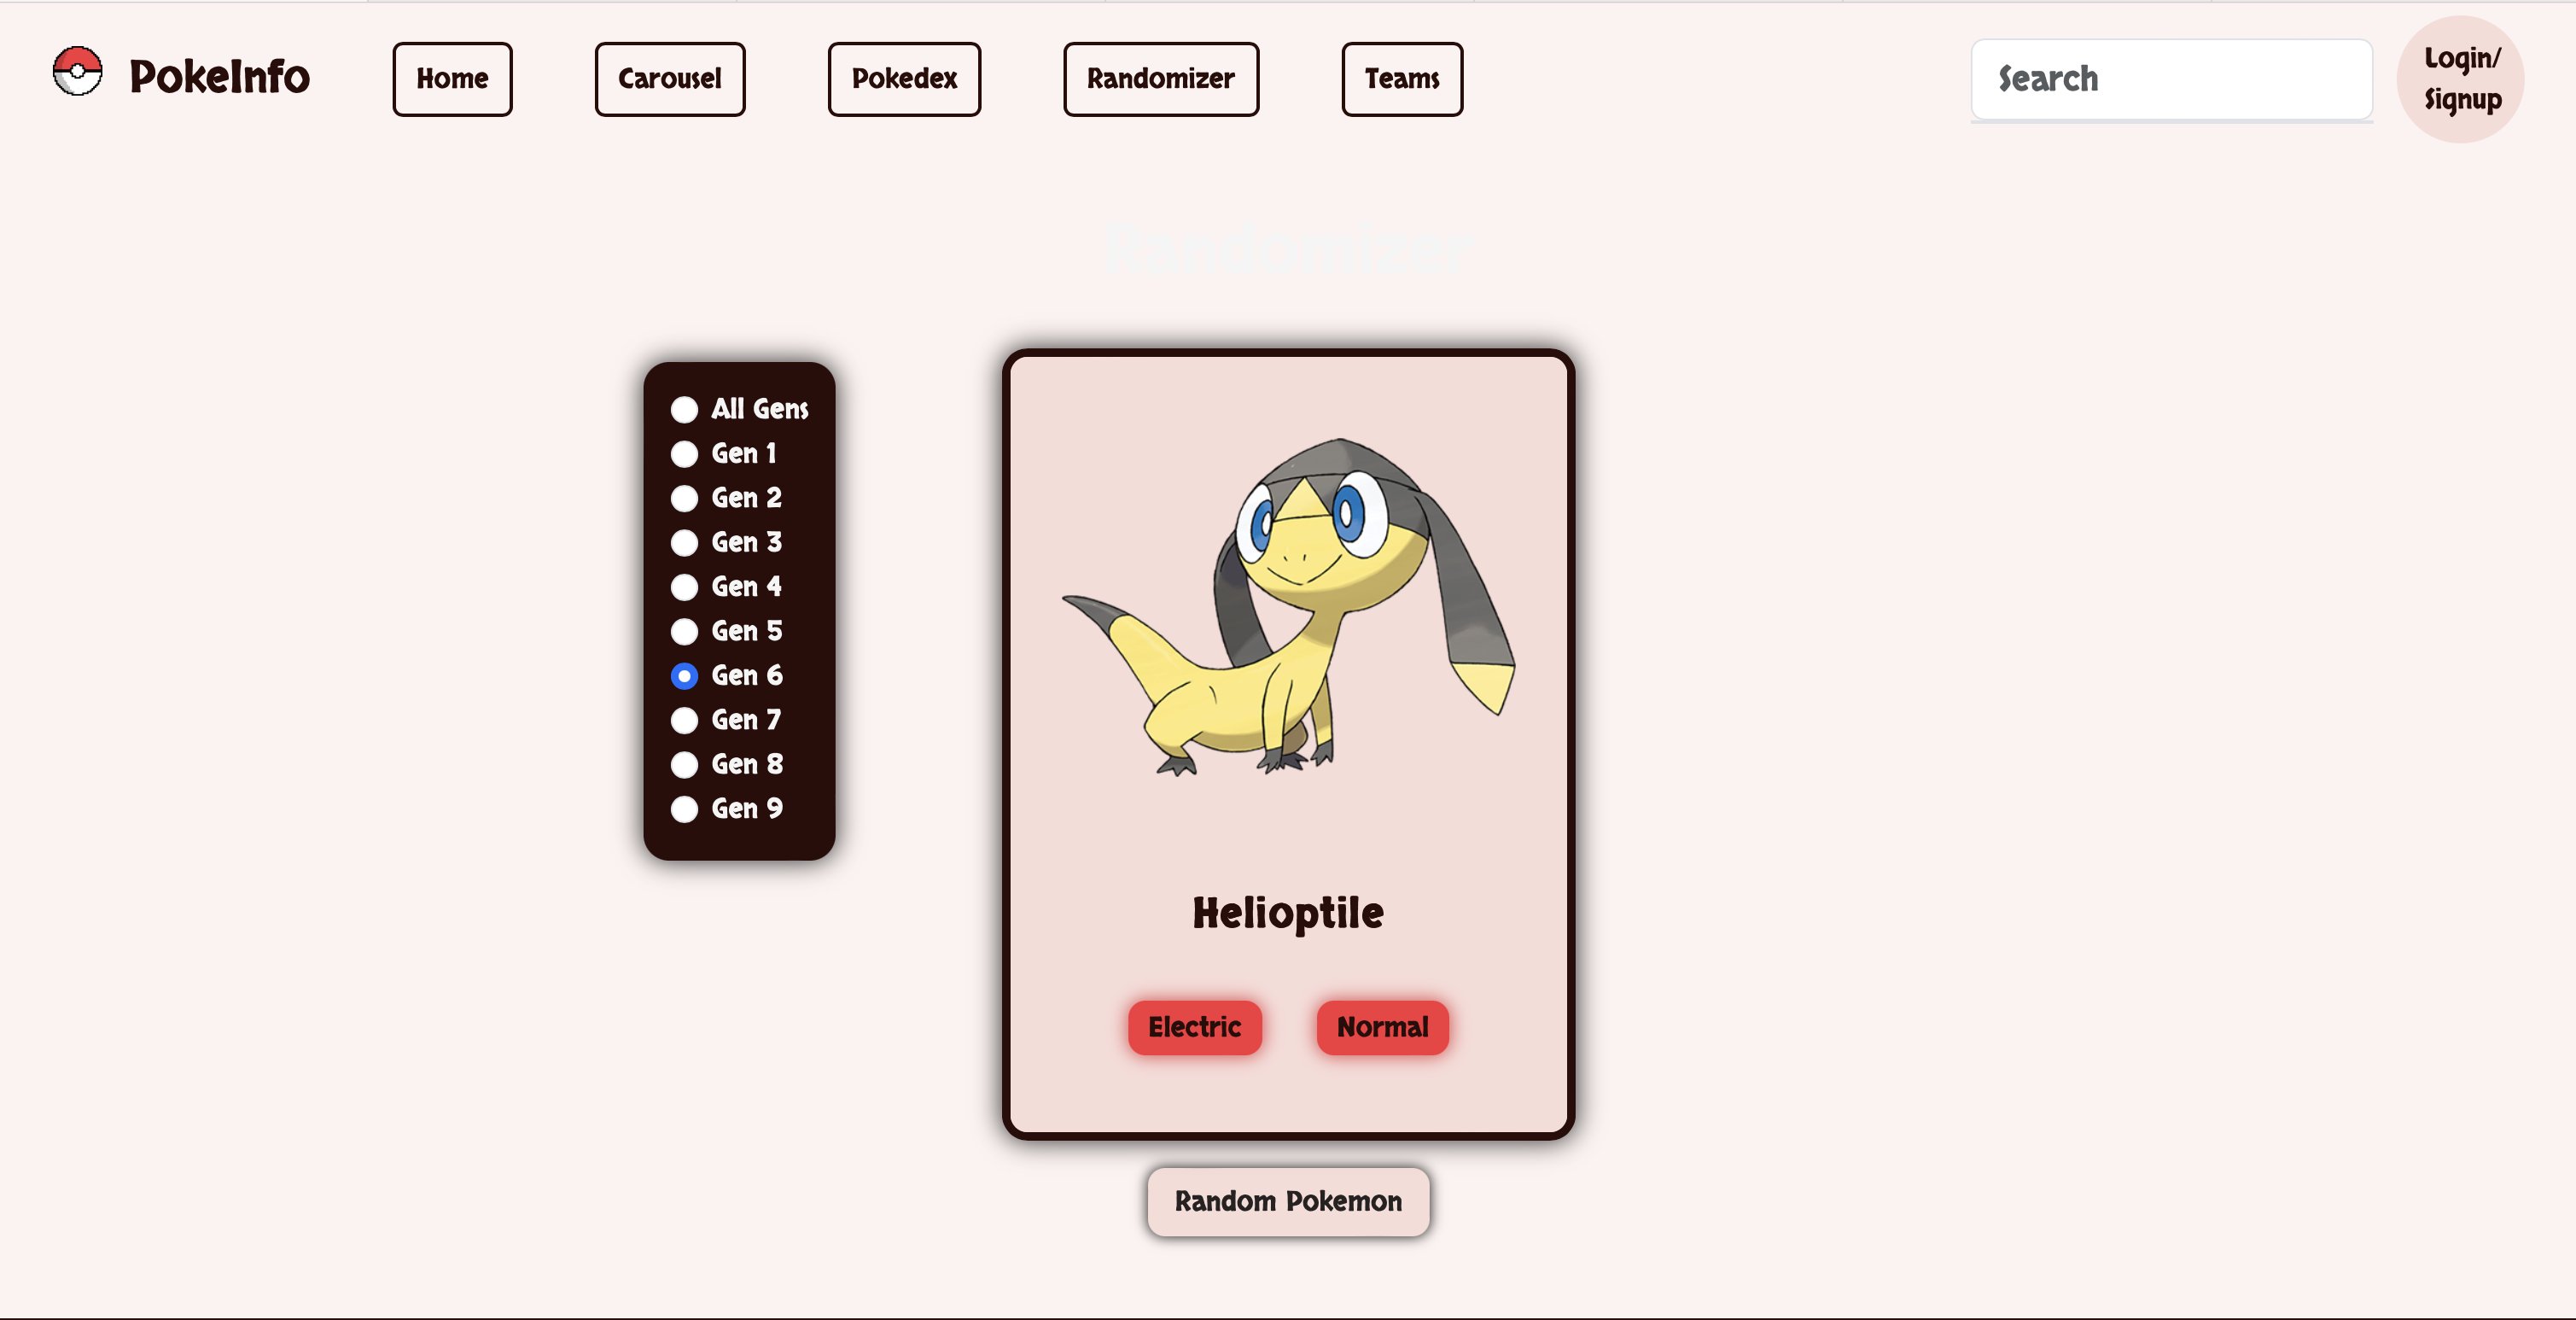 PokeInfo
Home
Carousel
Pokedex
Randomizer
Teams
Search
Login/
Signup
Randomizer
All Gens
Gen 1
Gen 2
Gen 3
Gen 4
Gen 5
Gen 6
Gen 7
Gen 8
Gen 9
Helioptile
Electric
Normal
Random Pokemon